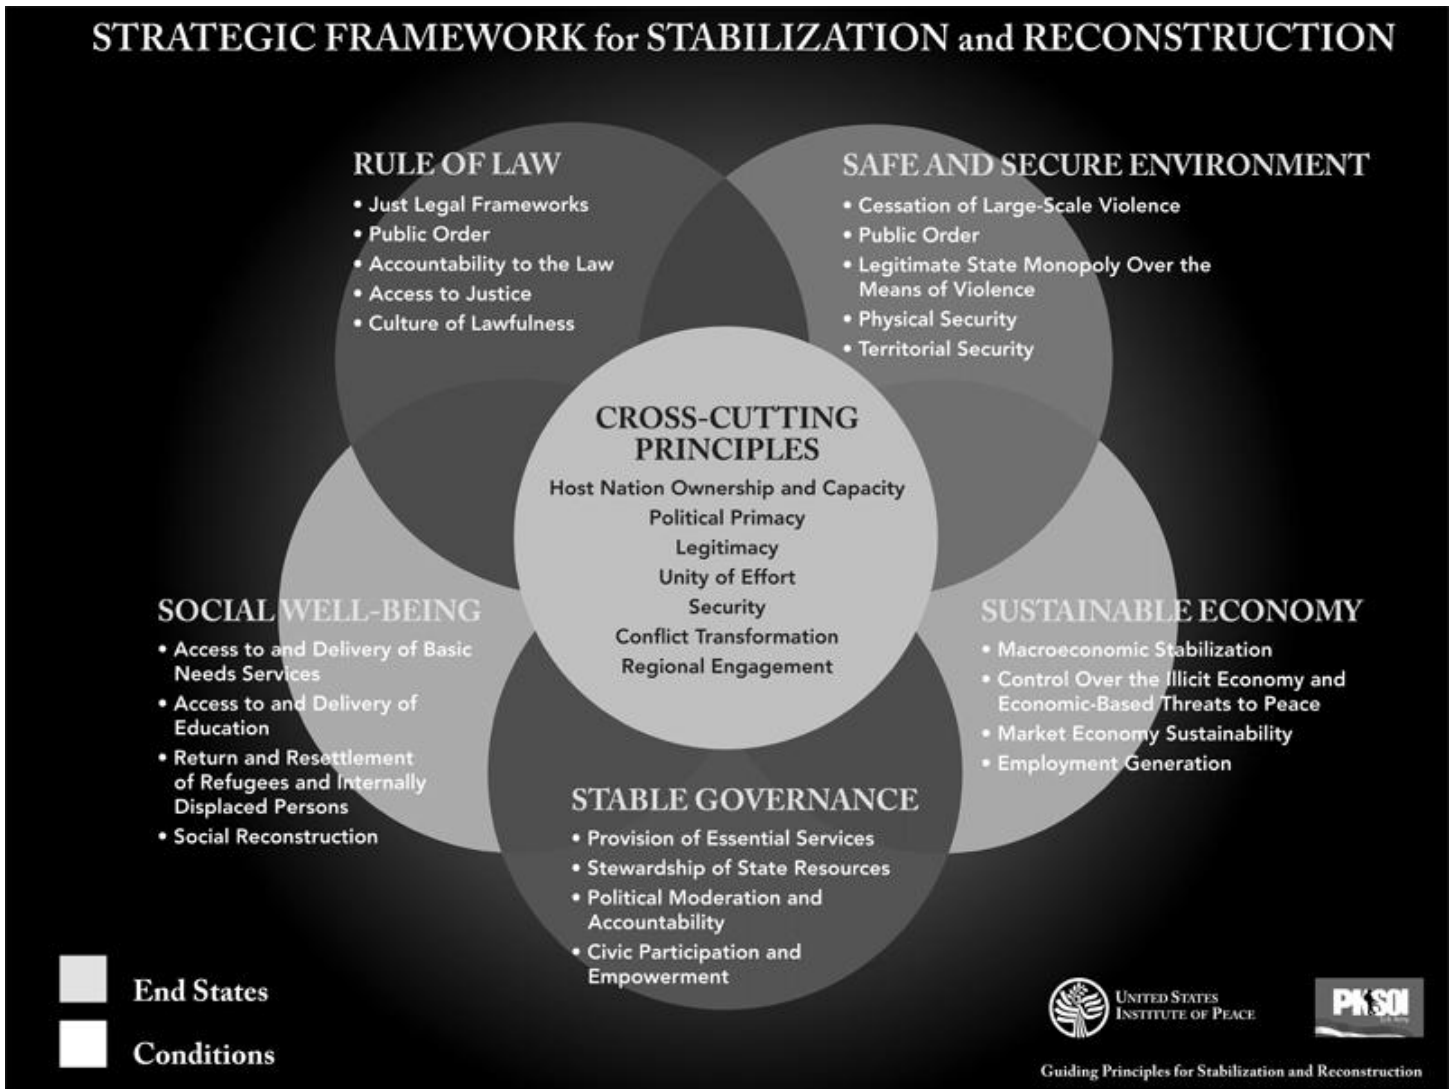 STRATEGIC FRAMEWORK for STABILIZATION and RECONSTRUCTION
RULE OF LAW
• Just Legal Frameworks
• Public Order
• Accountability to the Law
• Access to Justice
• Culture of Lawfulness
SAFE AND SECURE ENVIRONMENT
• Cessation of Large-Scale Violence
• Public Order
• Legitimate State Monopoly Over the
Means of Violence
• Physical Security
• Territorial Security
CROSS-CUTTING
PRINCIPLES
Host Nation Ownership and Capacity
Political Primacy
Legitimacy
Unity of Effort
Security
Conflict Transformation
Regional Engagement
SOCIAL WELL-BEING
• Access to and Delivery of Basic
Needs Services
• Access to and Delivery of
Education
• Return and Resettlement
of Refugees and Internally
Displaced Persons
• Social Reconstruction
SUSTAINABLE ECONOMY
• Macroeconomic Stabilization
• Control Over the Illicit Economy and
Economic-Based Threats to Peace
• Market Economy Sustainability
• Employment Generation
STABLE GOVERNANCE
• Provision of Essential Services
• Stewardship of State Resources
• Political Moderation and
Accountability
• Civic Participation and
Empowerment
End States
Conditions
UNITED STATES
INSTITUTE OF PEACE
PKSOI
Guiding Principles for Stabilization and Reconstruction